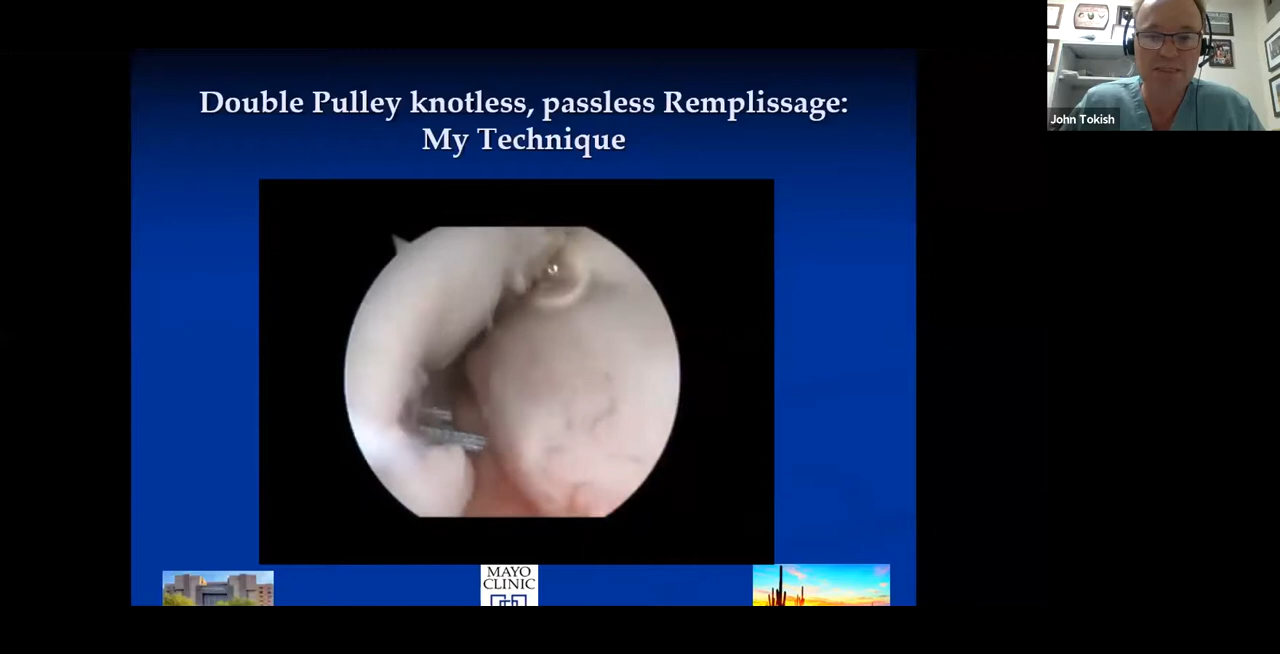 Double Pulley knotless, passless Remplissage:
My Technique
John Tokish
MAYO
CLINIC